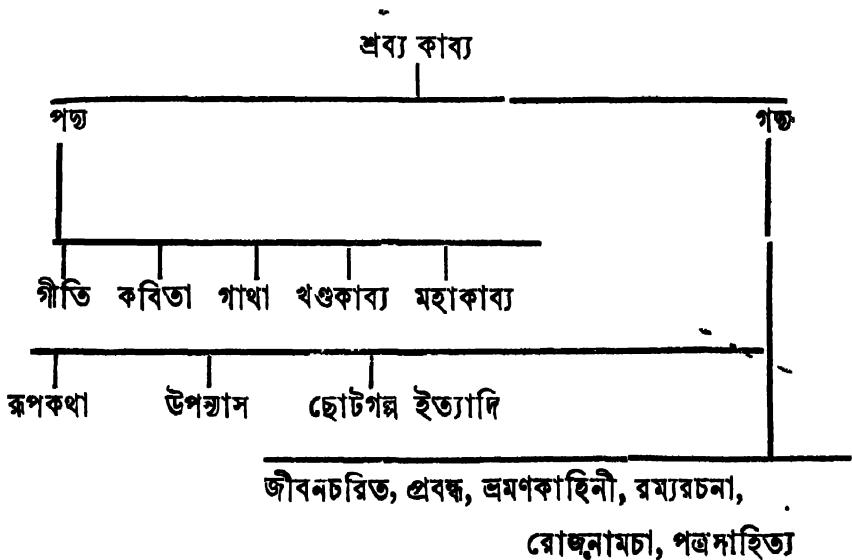 শ্রব্য কাব্য
পদ্য গদ্য
গীতি কবিতা গাথা খণ্ডকাব্য মহাকাব্য
রূপকথা উপন্যাস ছোটগল্প ইত্যাদি
জীবনচরিত, প্রবন্ধ, ভ্রমণকাহিনী, রম্যরচনা,
রোজনামচা, পত্রসাহিত্য